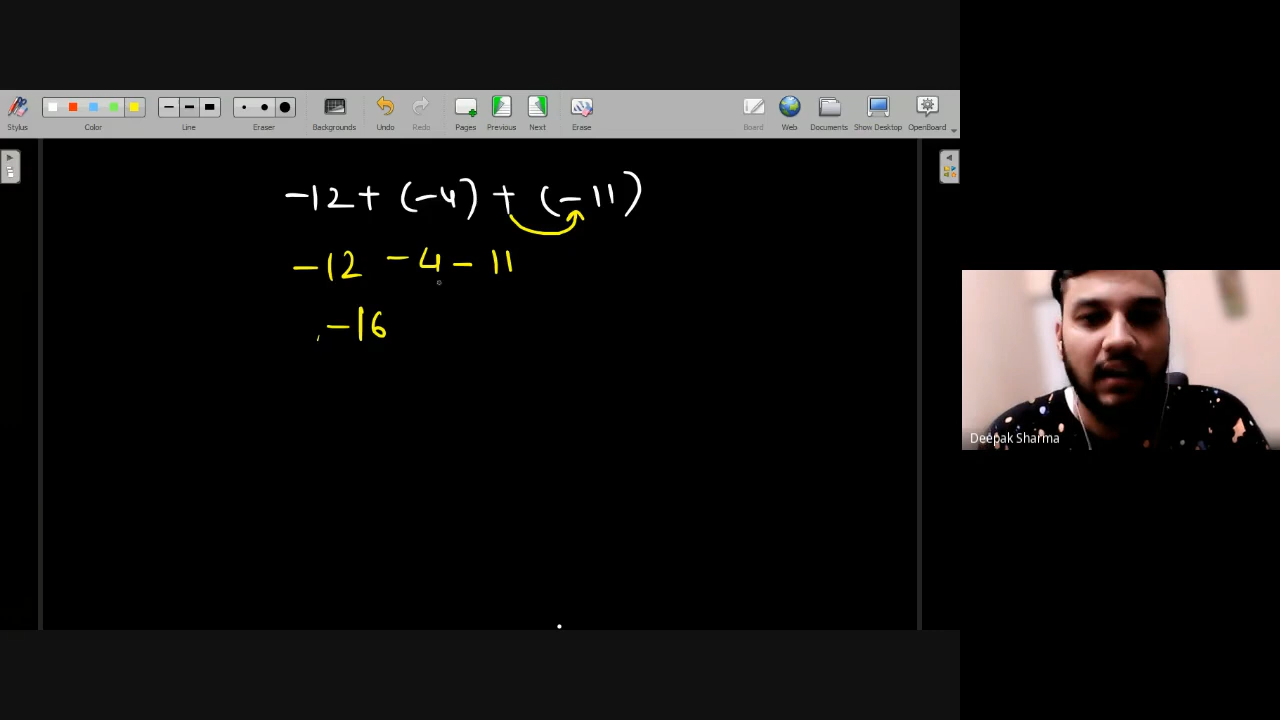 Stylus Color Line Eraser Backgrounds Undo Redo Pages Previous Next Erase Board Web Documents Show Desktop OpenBoard
-12 + (-4) + (-11)
-12 -4 - 11
-16
Deepak Sharma